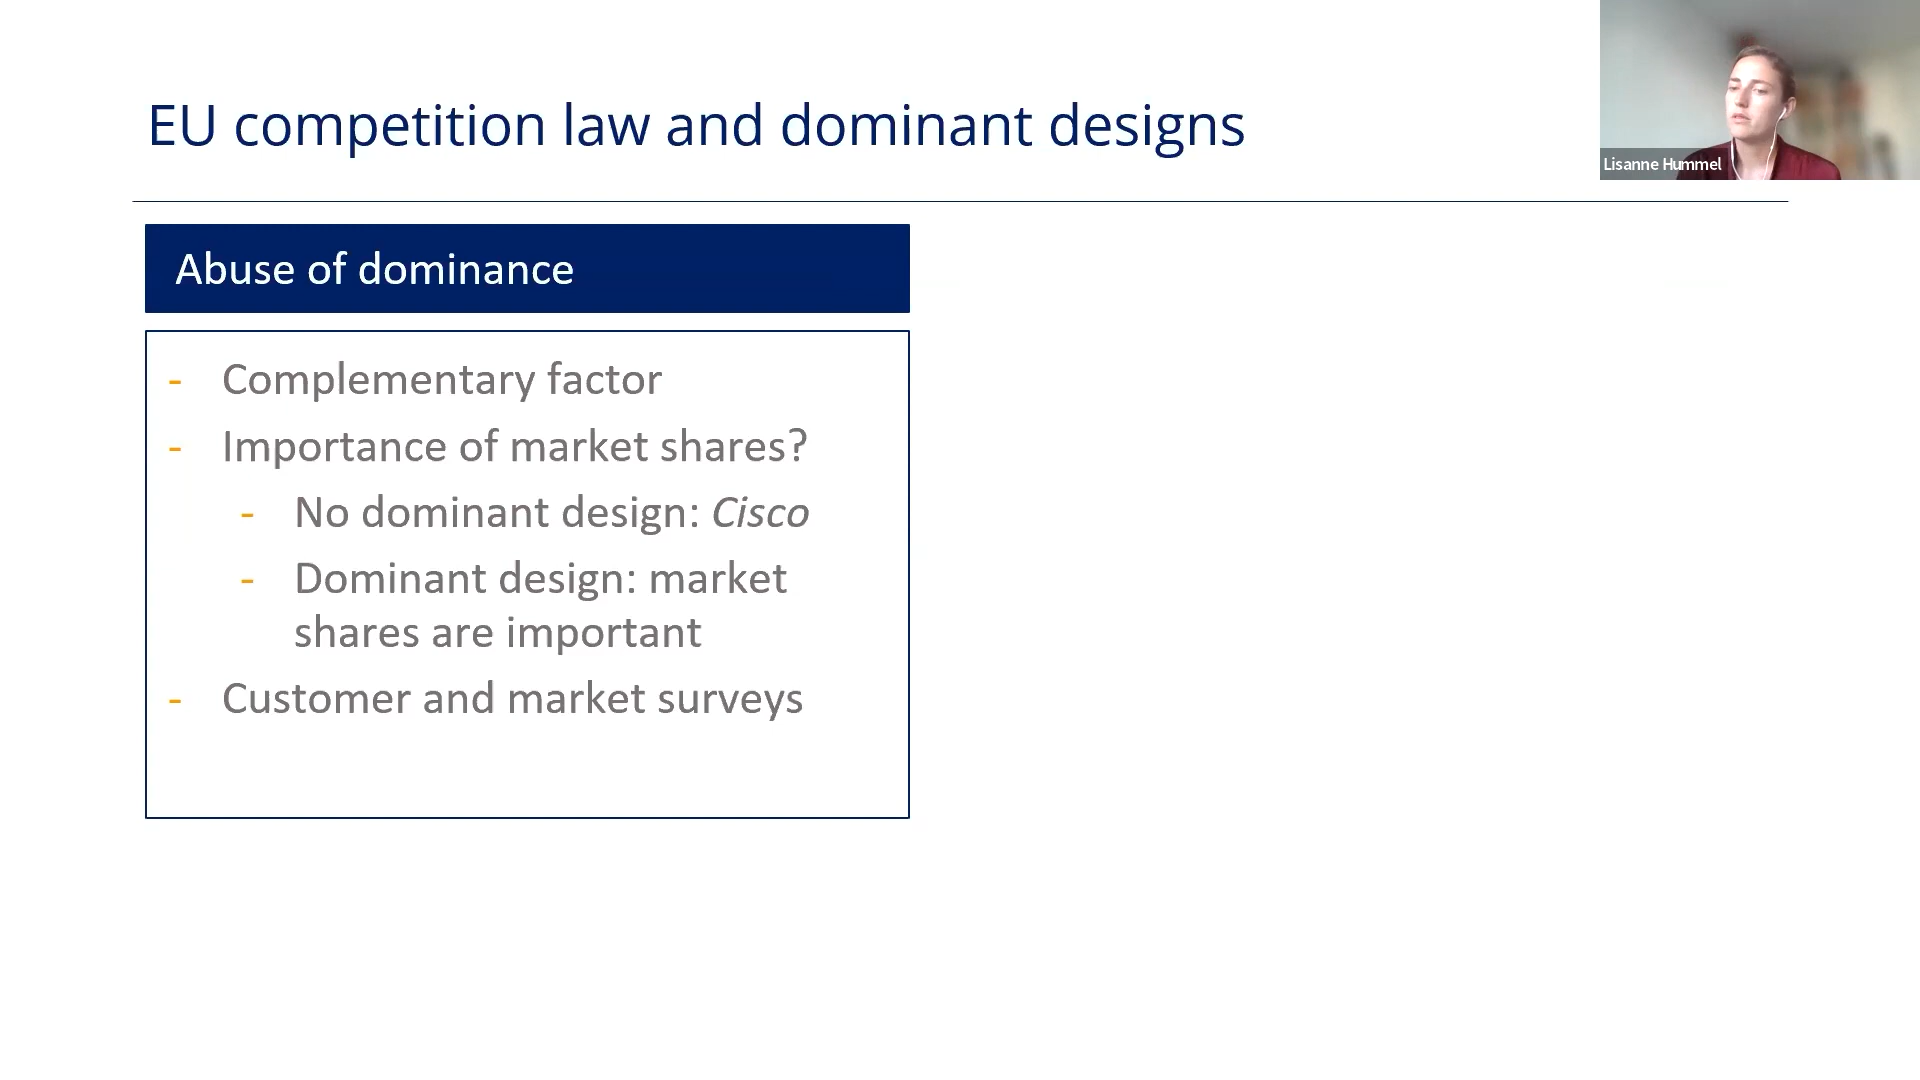 EU competition law and dominant designs
Lisanne Hummel
Abuse of dominance
- Complementary factor
- Importance of market shares?
- No dominant design: Cisco
- Dominant design: market
shares are important
- Customer and market surveys